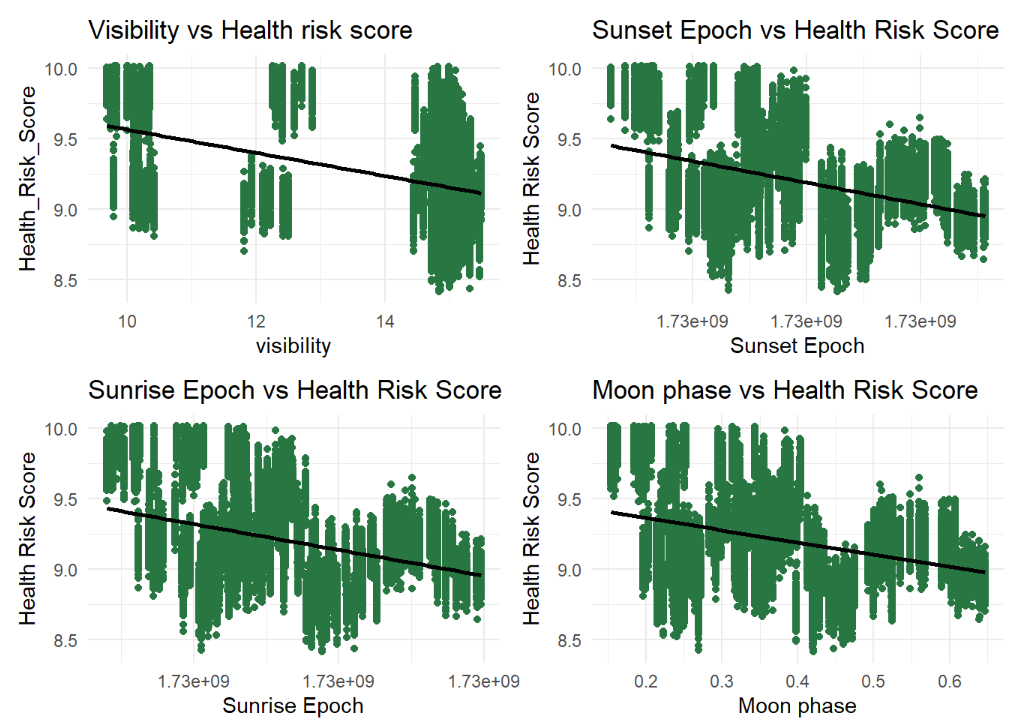 Visibility vs Health risk score
Health_Risk_Score
10.0
9.5
9.0
8.5
10
12
14
visibility
Sunset Epoch vs Health Risk Score
Health Risk Score
10.0
9.5
9.0
8.5
1.73e+09
1.73e+09
1.73e+09
Sunset Epoch
Sunrise Epoch vs Health Risk Score
Health Risk Score
10.0
9.5
9.0
8.5
1.73e+09
1.73e+09
1.73e+09
Sunrise Epoch
Moon phase vs Health Risk Score
Health Risk Score
10.0
9.5
9.0
8.5
0.2
0.3
0.4
0.5
0.6
Moon phase